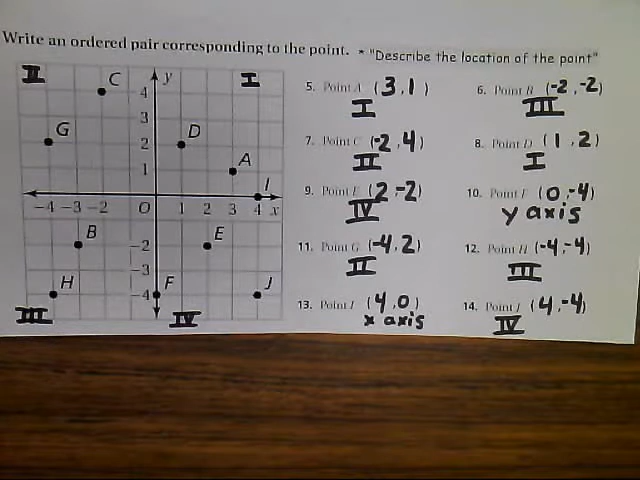 Write an ordered pair corresponding to the point. * "Describe the location of the point"
II C y I
4
3
G D
2
A
1
I
-4 -3 -2 O 1 2 3 4 x
B E
-2
-3
H F J
-4
III IV
5. Point A (3,1) 6. Point B (-2,-2)
I III
7. Point C (-2,4) 8. Point D (1,2)
II I
9. Point E (2,-2) 10. Point F (0,-4)
IV y axis
11. Point G (-4,2) 12. Point H (-4,-4)
II III
13. Point I (4,0) 14. Point J (4,-4)
x axis IV